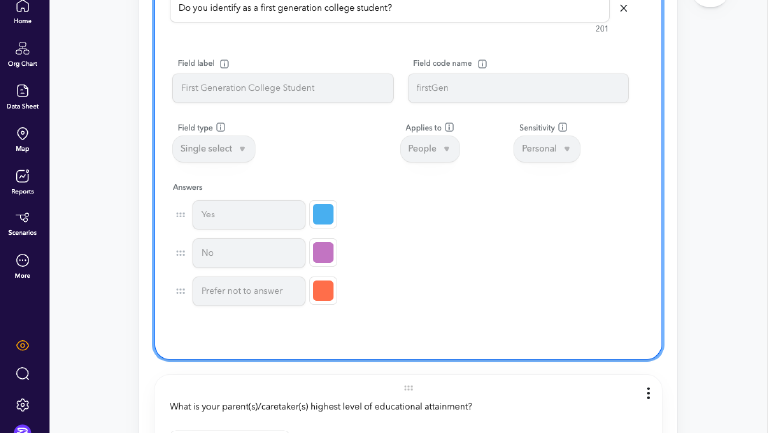 Home
Org Chart
Data Sheet
Map
Reports
Scenarios
More
Do you identify as a first generation college student?
201
Field label
Field code name
First Generation College Student
firstGen
Field type
Applies to
Sensitivity
Single select
People
Personal
Answers
Yes
No
Prefer not to answer
What is your parent(s)/caretaker(s) highest level of educational attainment?